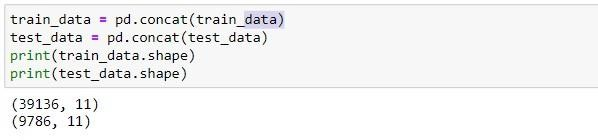 train_data = pd.concat(train_data)
test_data = pd.concat(test_data)
print(train_data.shape)
print(test_data.shape)
(39136, 11)
(9786, 11)